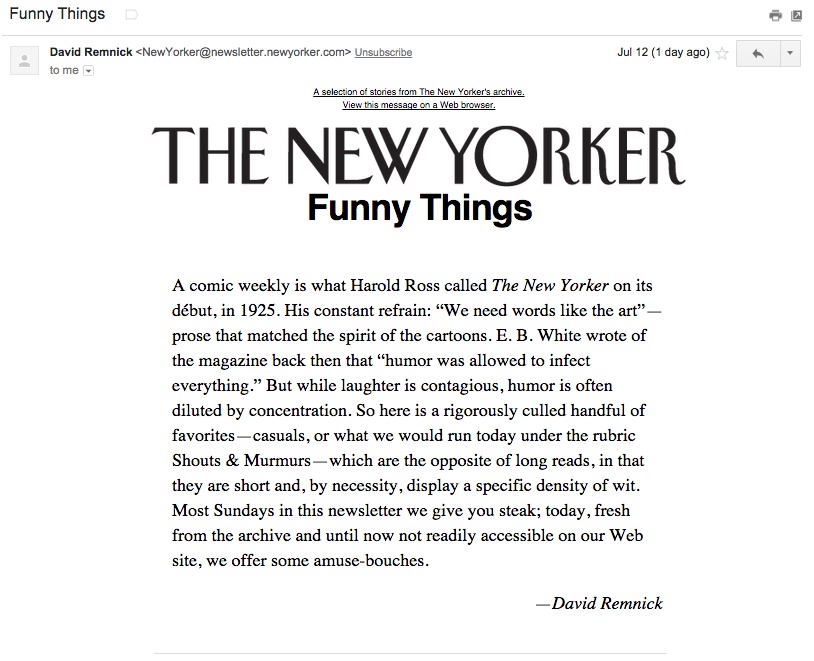 Funny Things
David Remnick <NewYorker@newsletter.newyorker.com> Unsubscribe
Jul 12 (1 day ago)
to me
A selection of stories from The New Yorker's archive.
View this message on a Web browser.
THE NEW YORKER
Funny Things
A comic weekly is what Harold Ross called The New Yorker on its
début, in 1925. His constant refrain: “We need words like the art”—
prose that matched the spirit of the cartoons. E. B. White wrote of
the magazine back then that “humor was allowed to infect
everything.” But while laughter is contagious, humor is often
diluted by concentration. So here is a rigorously culled handful of
favorites—casuals, or what we would run today under the rubric
Shouts & Murmurs—which are the opposite of long reads, in that
they are short and, by necessity, display a specific density of wit.
Most Sundays in this newsletter we give you steak; today, fresh
from the archive and until now not readily accessible on our Web
site, we offer some amuse-bouches.
—David Remnick